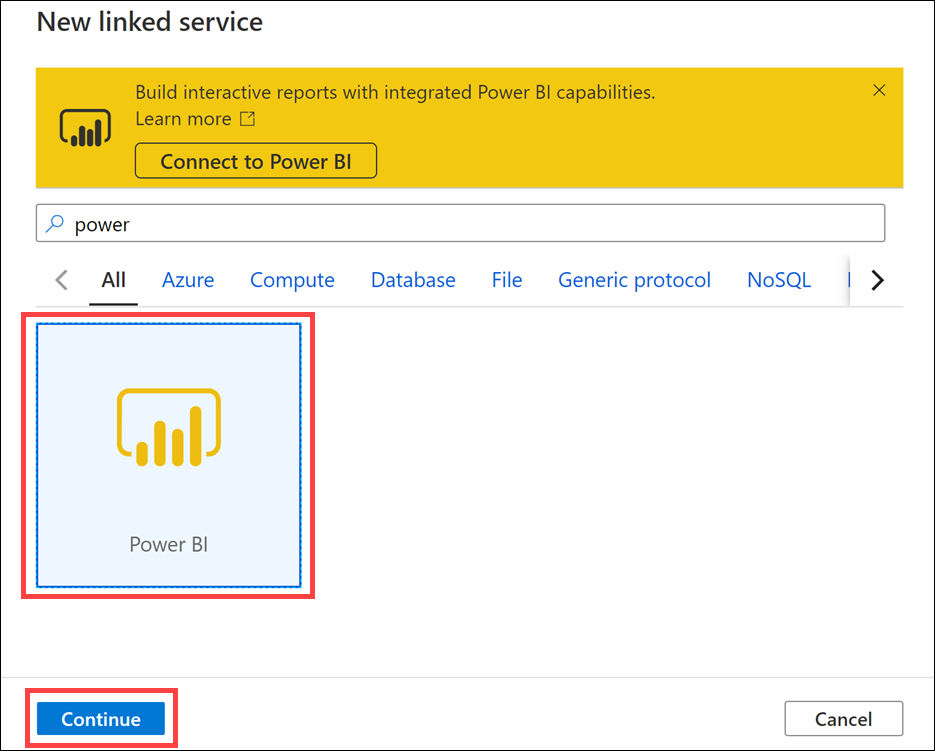 New linked service
Build interactive reports with integrated Power BI capabilities.
Learn more
Connect to Power BI
power
All Azure Compute Database File Generic protocol NoSQL
Power BI
Continue Cancel